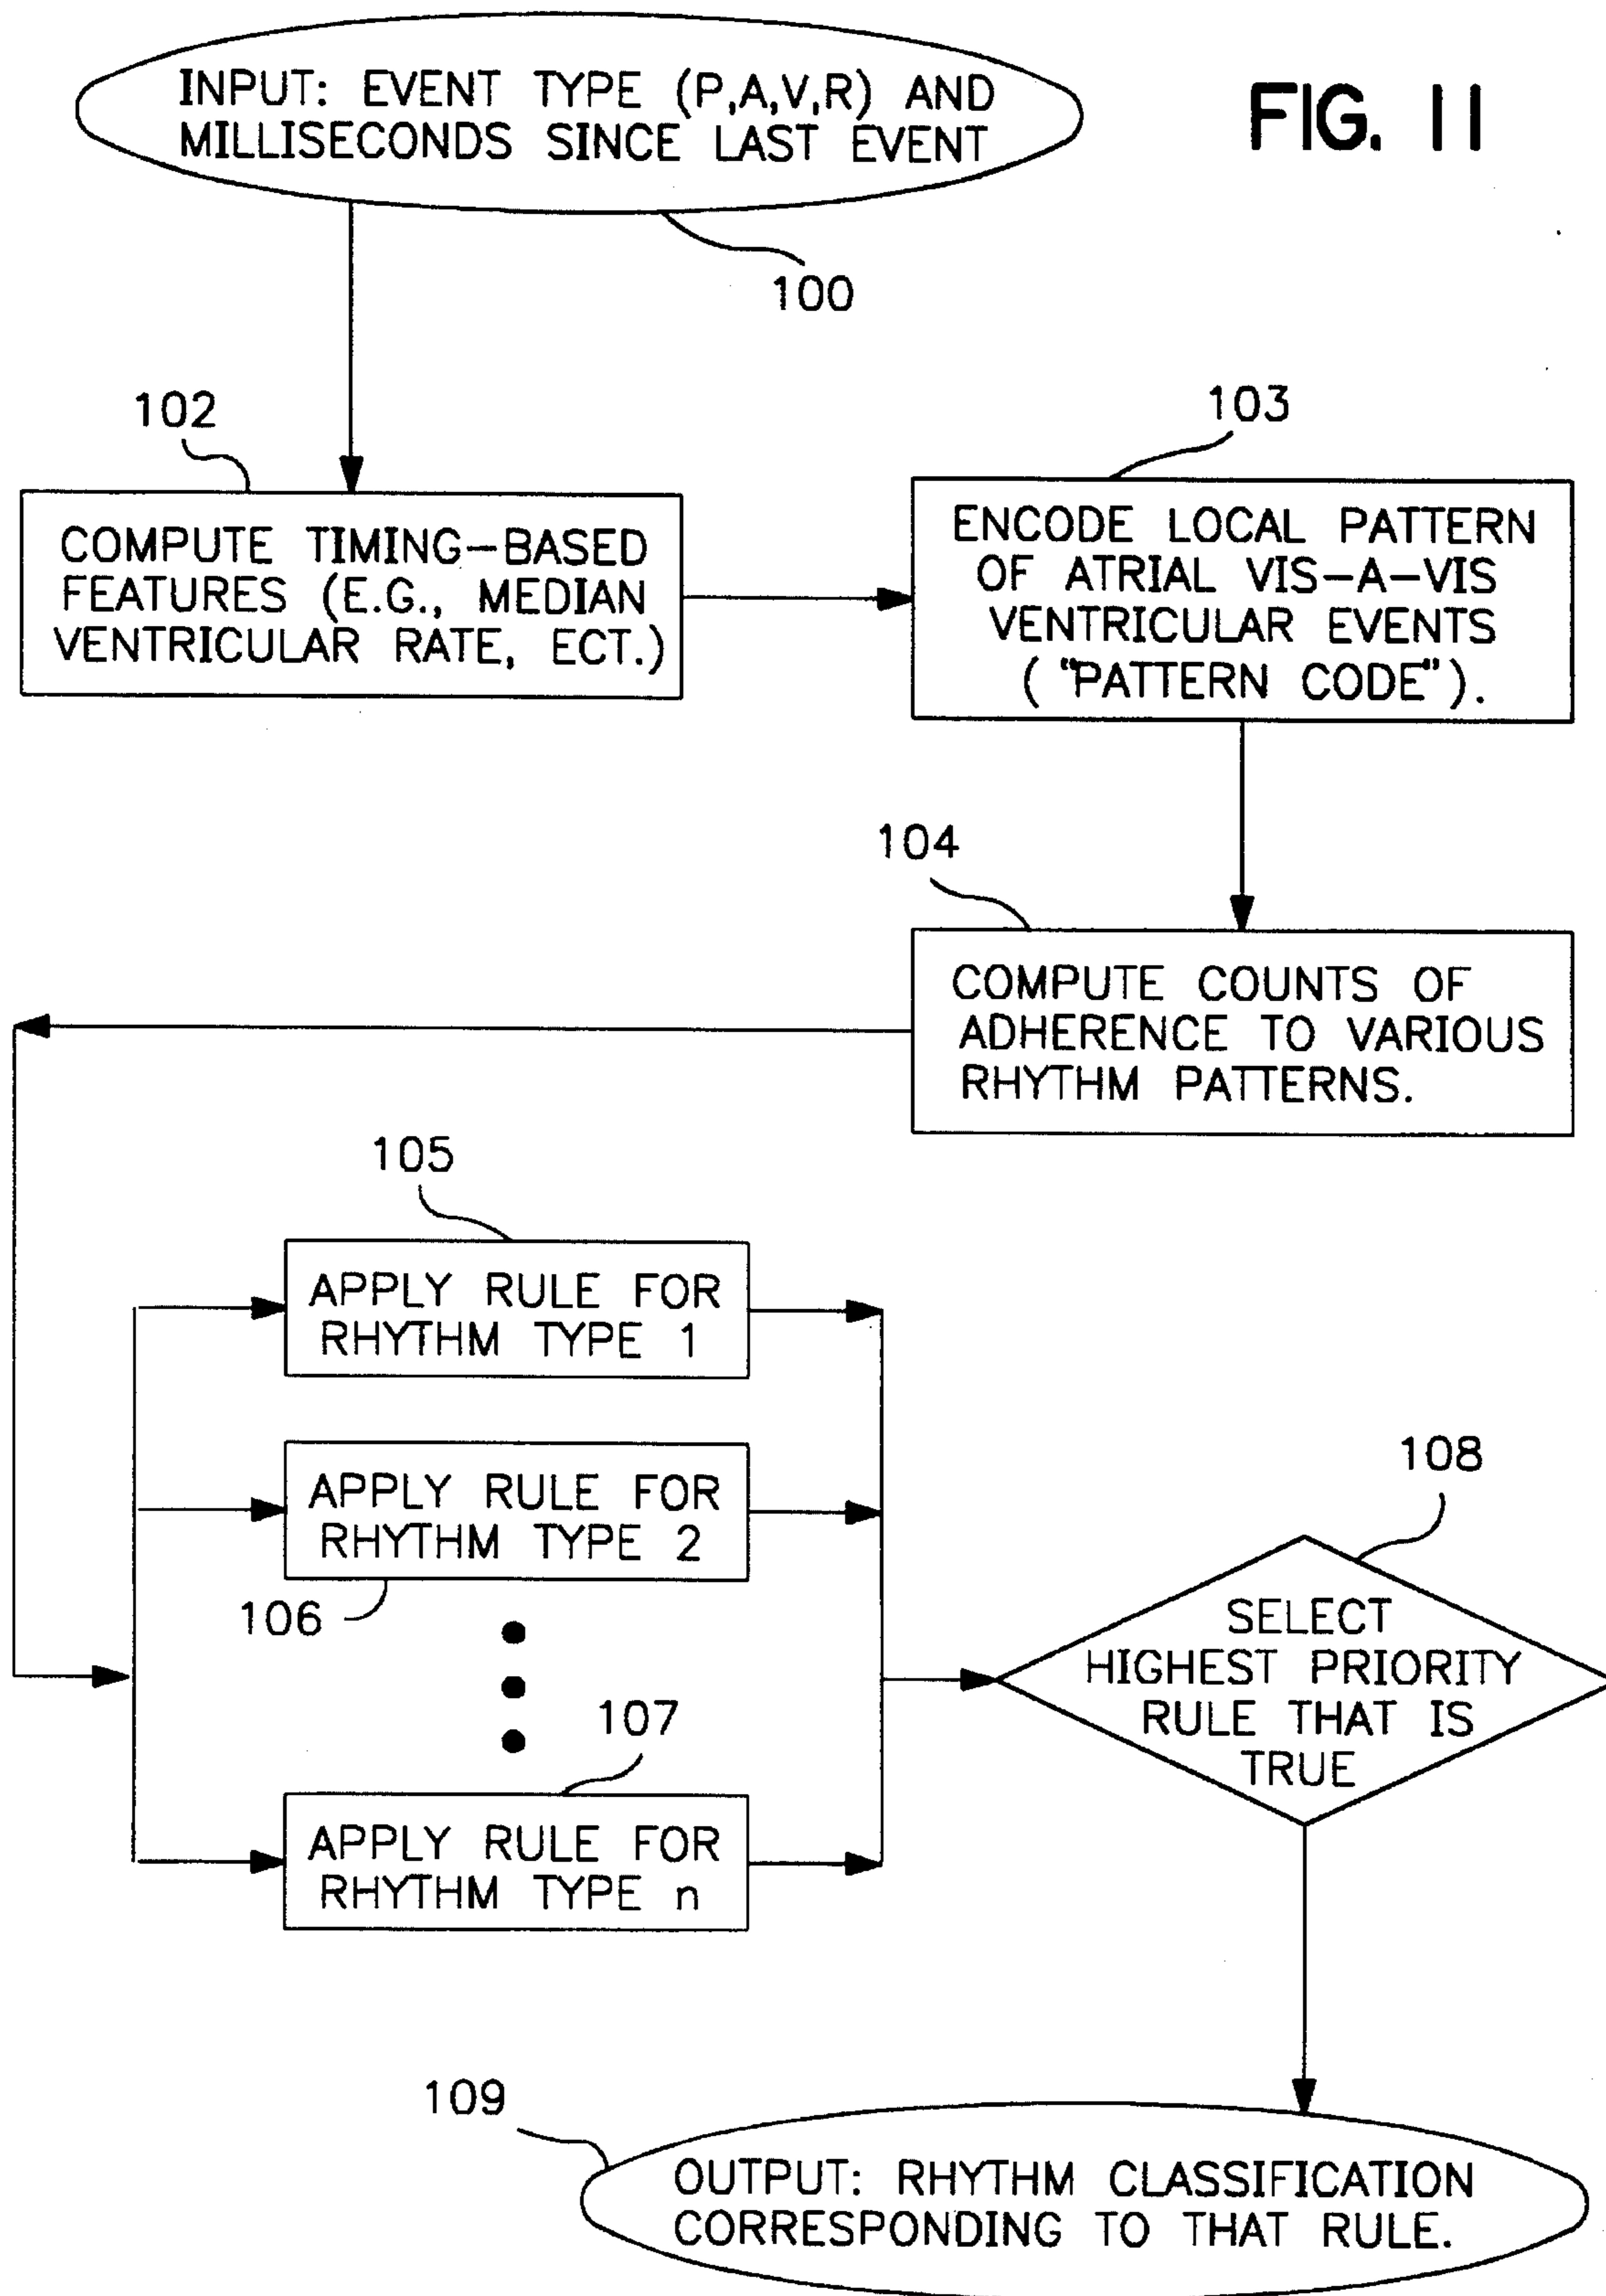 FIG. 11
INPUT: EVENT TYPE (P,A,V,R) AND
MILLISECONDS SINCE LAST EVENT
100
102
COMPUTE TIMING-BASED
FEATURES (E.G., MEDIAN
VENTRICULAR RATE, ECT.)
103
ENCODE LOCAL PATTERN
OF ATRIAL VIS-A-VIS
VENTRICULAR EVENTS
( "PATTERN CODE").
104
COMPUTE COUNTS OF
ADHERENCE TO VARIOUS
RHYTHM PATTERNS.
105
APPLY RULE FOR
RHYTHM TYPE 1
APPLY RULE FOR
RHYTHM TYPE 2
106
107
APPLY RULE FOR
RHYTHM TYPE n
108
SELECT
HIGHEST PRIORITY
RULE THAT IS
TRUE
109
OUTPUT: RHYTHM CLASSIFICATION
CORRESPONDING TO THAT RULE.